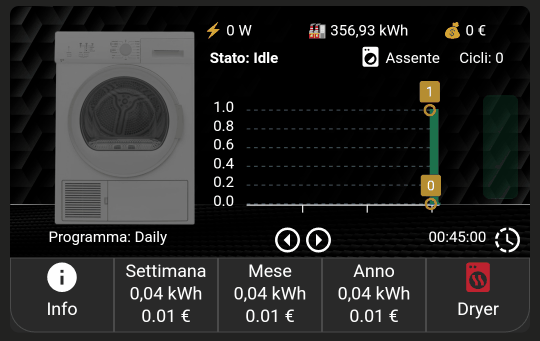 ⚡ 0 W 🏭 356,93 kWh 💰 0 €
Stato: Idle Assente Cicli: 0
1
1.0
0.8
0.6
0.4
0.2
0
0.0
Programma: Daily 00:45:00
Info
Settimana
0,04 kWh
0.01 €
Mese
0,04 kWh
0.01 €
Anno
0,04 kWh
0.01 €
Dryer